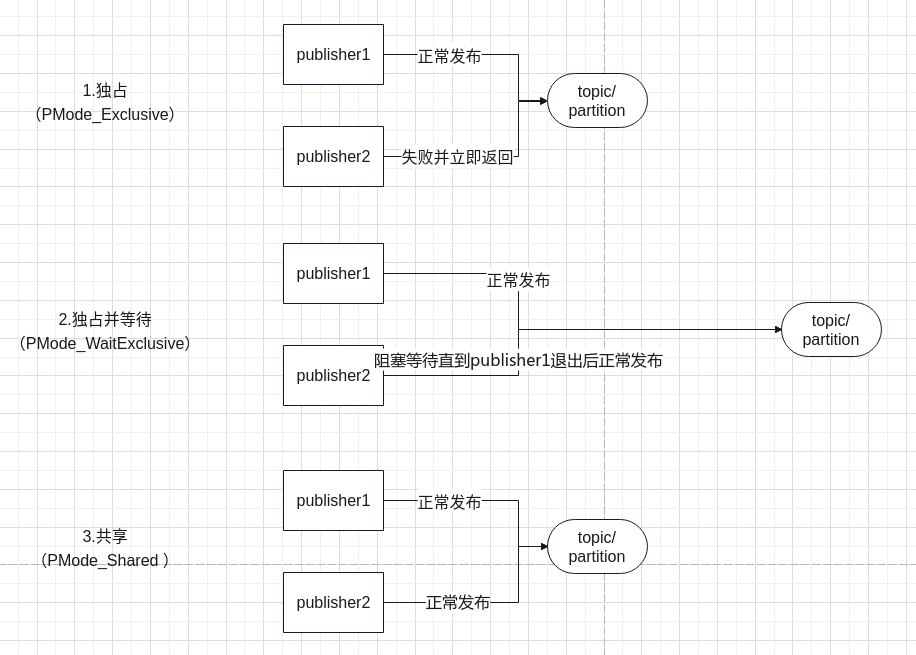 1.独占
（PMode_Exclusive）
publisher1
正常发布
publisher2
失败并立即返回
topic/
partition
2.独占并等待
（PMode_WaitExclusive）
publisher1
正常发布
publisher2
阻塞等待直到publisher1退出后正常发布
topic/
partition
3.共享
（PMode_Shared ）
publisher1
正常发布
publisher2
正常发布
topic/
partition